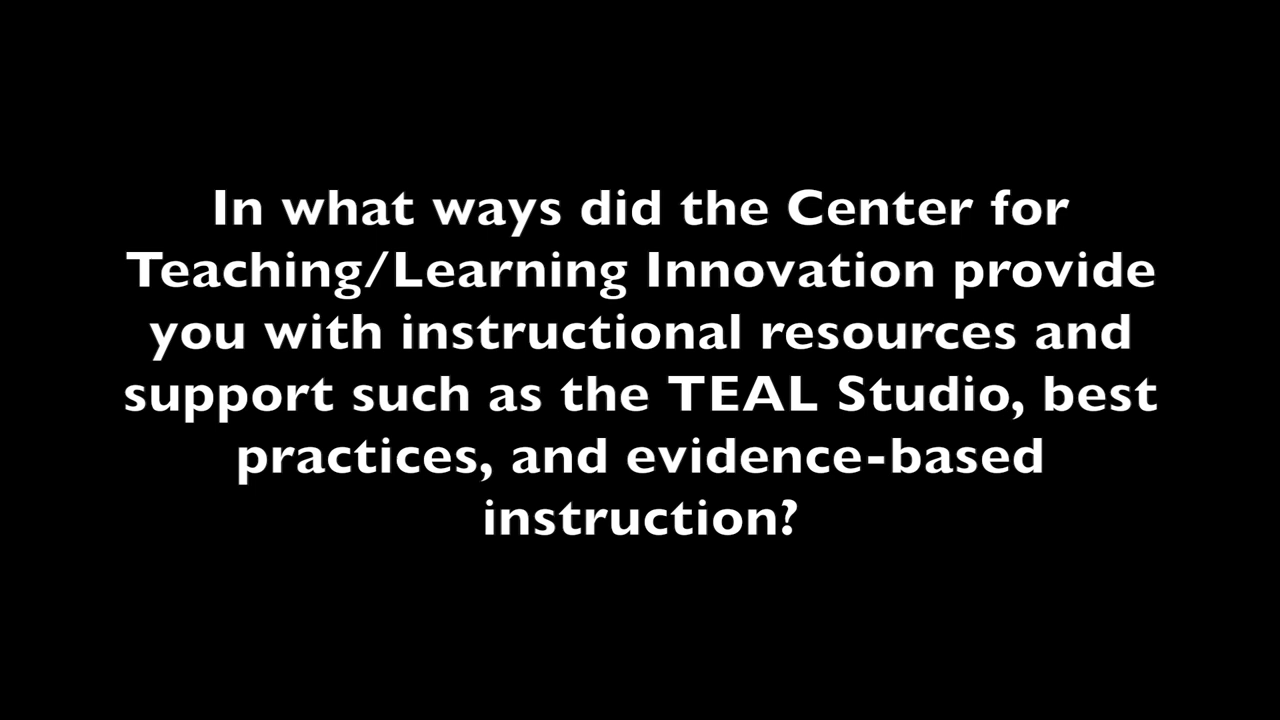 In what ways did the Center for
Teaching/Learning Innovation provide
you with instructional resources and
support such as the TEAL Studio, best
practices, and evidence-based
instruction?